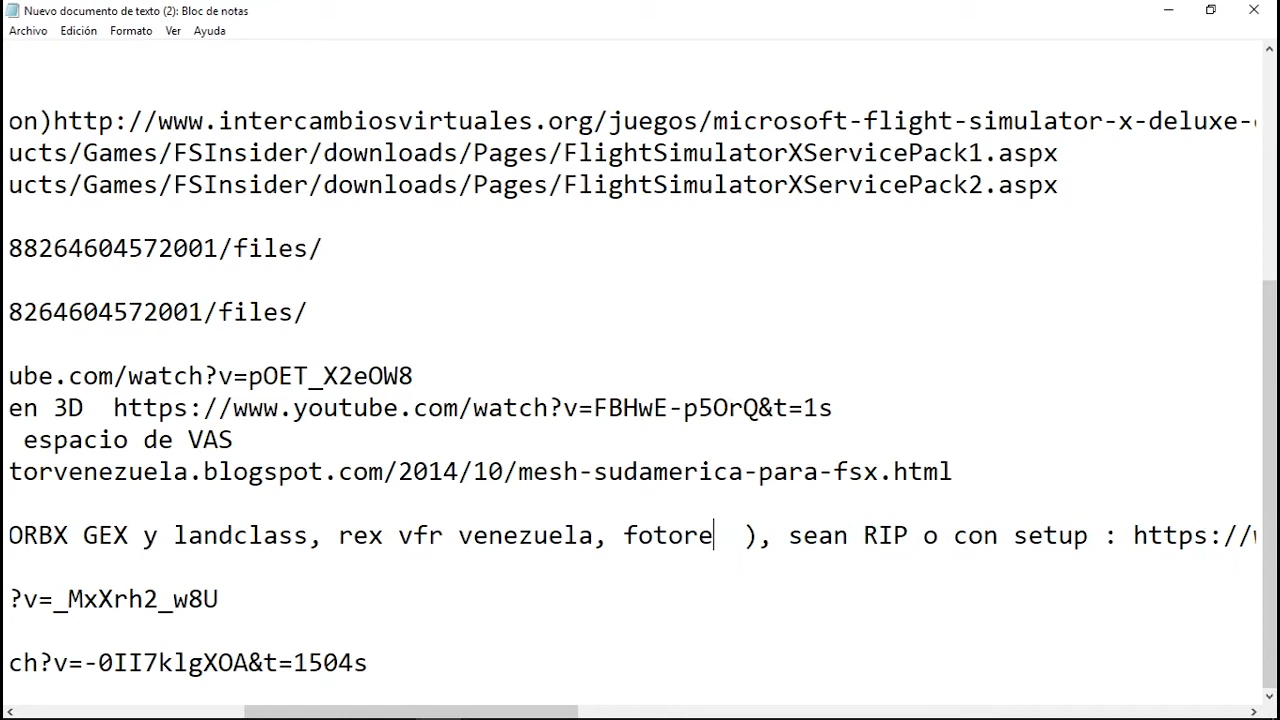 Nuevo documento de texto (2): Bloc de notas
Archivo Edición Formato Ver Ayuda
on)http://www.intercambiosvirtuales.org/juegos/microsoft-flight-simulator-x-deluxe-
ucts/Games/FSInsider/downloads/Pages/FlightSimulatorXServicePack1.aspx
ucts/Games/FSInsider/downloads/Pages/FlightSimulatorXServicePack2.aspx
88264604572001/files/
8264604572001/files/
ube.com/watch?v=pOET_X2eOW8
en 3D  https://www.youtube.com/watch?v=FBHwE-p5OrQ&t=1s
espacio de VAS
torvenezuela.blogspot.com/2014/10/mesh-sudamerica-para-fsx.html
ORBX GEX y landclass, rex vfr venezuela, fotore  ), sean RIP o con setup : https://
?v=_MxXrh2_w8U
ch?v=-0II7klgXOA&t=1504s